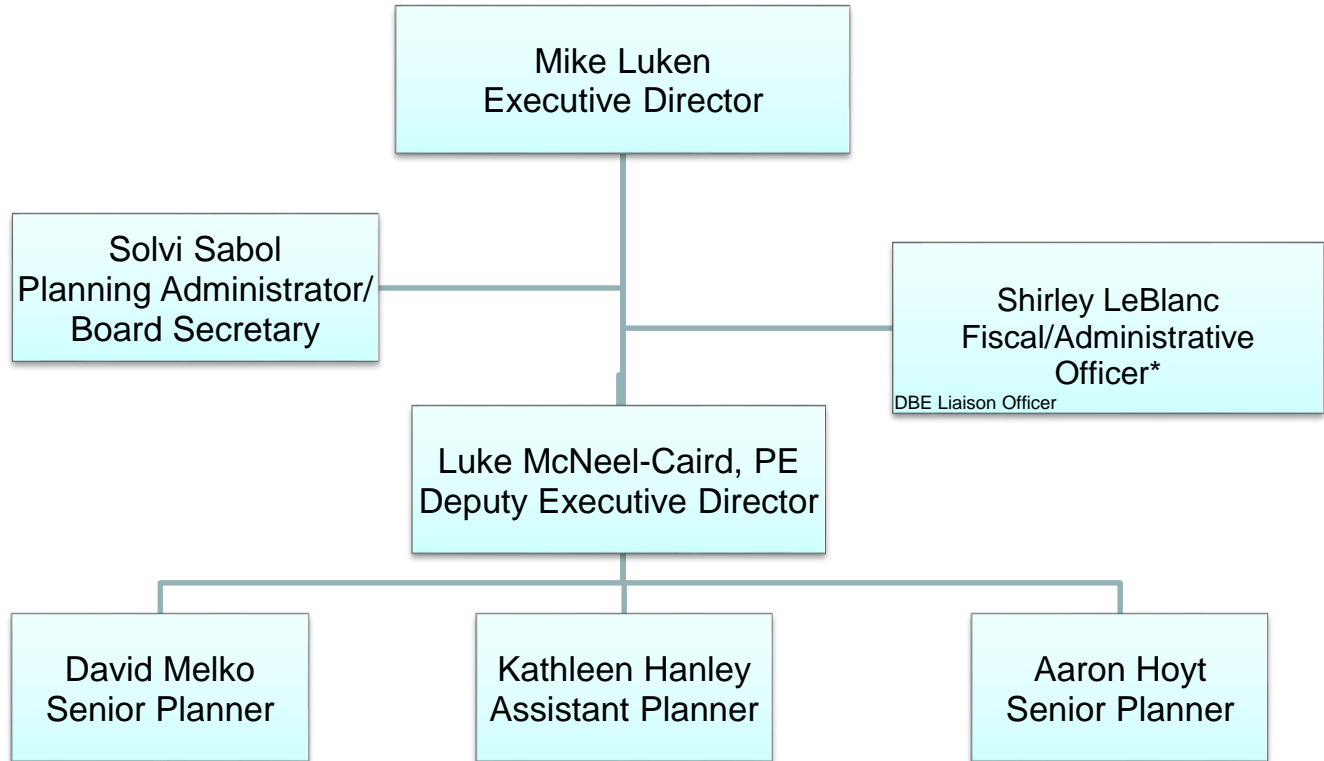 Mike Luken
Executive Director
Solvi Sabol
Planning Administrator/
Board Secretary
Shirley LeBlanc
Fiscal/Administrative
Officer*
DBE Liaison Officer
Luke McNeel-Caird, PE
Deputy Executive Director
David Melko
Senior Planner
Kathleen Hanley
Assistant Planner
Aaron Hoyt
Senior Planner